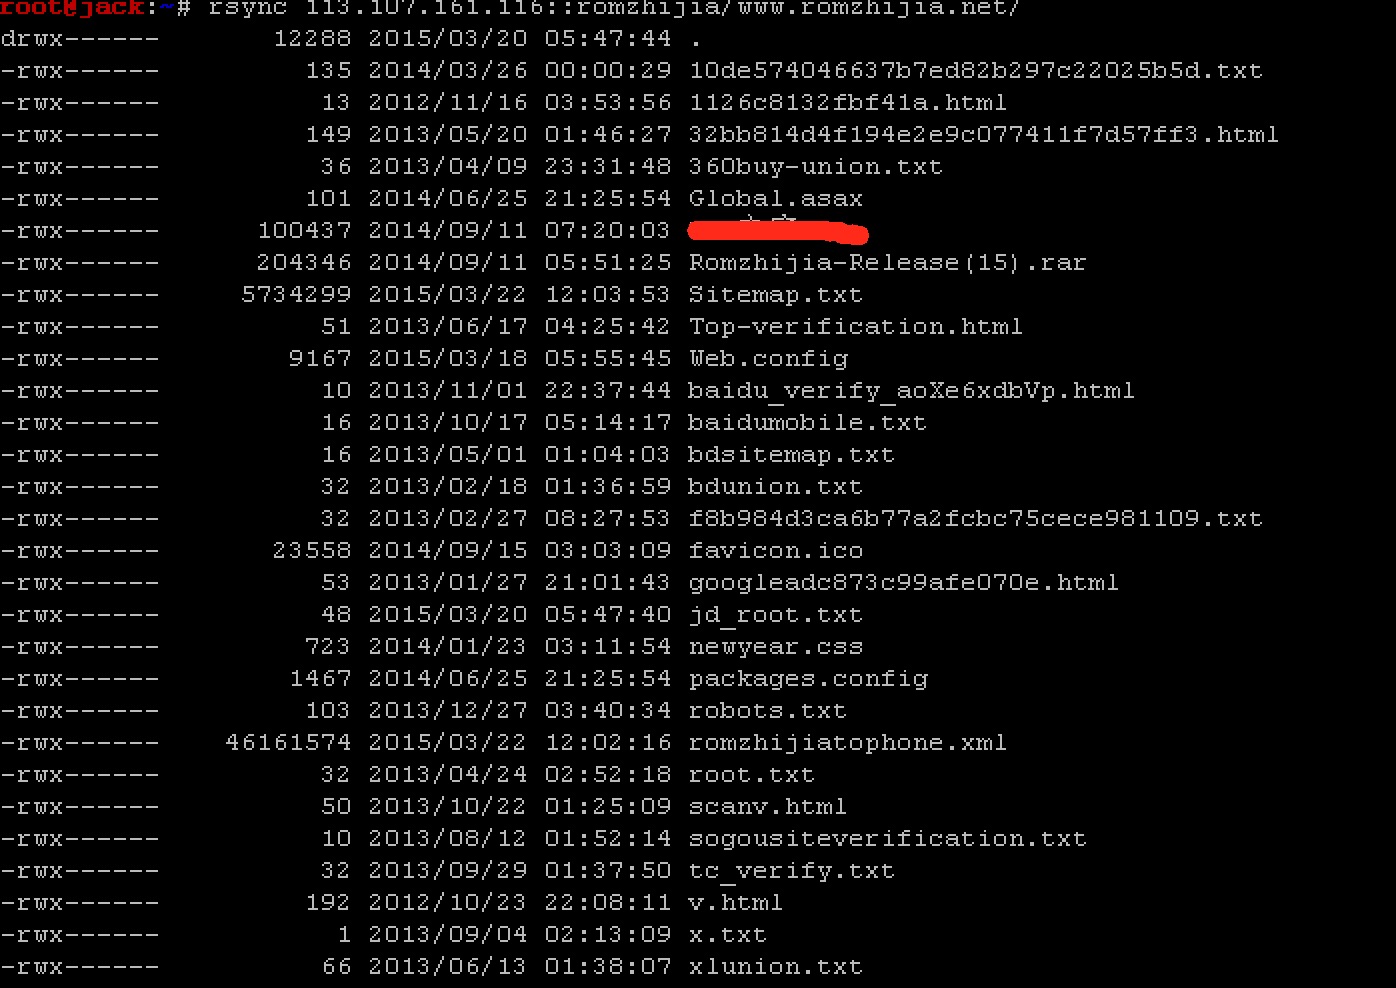 root@jack:~# rsync 113.107.161.116::romzhijia/www.romzhijia.net/
drwx------ 12288 2015/03/20 05:47:44 .
-rwx------ 135 2014/03/26 00:00:29 10de574046637b7ed82b297c22025b5d.txt
-rwx------ 13 2012/11/16 03:53:56 1126c8132fbf41a.html
-rwx------ 149 2013/05/20 01:46:27 32bb814d4f194e2e9c077411f7d57ff3.html
-rwx------ 36 2013/04/09 23:31:48 360buy-union.txt
-rwx------ 101 2014/06/25 21:25:54 Global.asax
-rwx------ 100437 2014/09/11 07:20:03
-rwx------ 204346 2014/09/11 05:51:25 Romzhijia-Release(15).rar
-rwx------ 5734299 2015/03/22 12:03:53 Sitemap.txt
-rwx------ 51 2013/06/17 04:25:42 Top-verification.html
-rwx------ 9167 2015/03/18 05:55:45 Web.config
-rwx------ 10 2013/11/01 22:37:44 baidu_verify_aoXe6xdbVp.html
-rwx------ 16 2013/10/17 05:14:17 baidumobile.txt
-rwx------ 16 2013/05/01 01:04:03 bdsitemap.txt
-rwx------ 32 2013/02/18 01:36:59 bdunion.txt
-rwx------ 32 2013/02/27 08:27:53 f8b984d3ca6b77a2fcbc75cece981109.txt
-rwx------ 23558 2014/09/15 03:03:09 favicon.ico
-rwx------ 53 2013/01/27 21:01:43 googleadc873c99afe070e.html
-rwx------ 48 2015/03/20 05:47:40 jd_root.txt
-rwx------ 723 2014/01/23 03:11:54 newyear.css
-rwx------ 1467 2014/06/25 21:25:54 packages.config
-rwx------ 103 2013/12/27 03:40:34 robots.txt
-rwx------ 46161574 2015/03/22 12:02:16 romzhijiatophone.xml
-rwx------ 32 2013/04/24 02:52:18 root.txt
-rwx------ 50 2013/10/22 01:25:09 scanv.html
-rwx------ 10 2013/08/12 01:52:14 sogousiteverification.txt
-rwx------ 32 2013/09/29 01:37:50 tc_verify.txt
-rwx------ 192 2012/10/23 22:08:11 v.html
-rwx------ 1 2013/09/04 02:13:09 x.txt
-rwx------ 66 2013/06/13 01:38:07 xlunion.txt